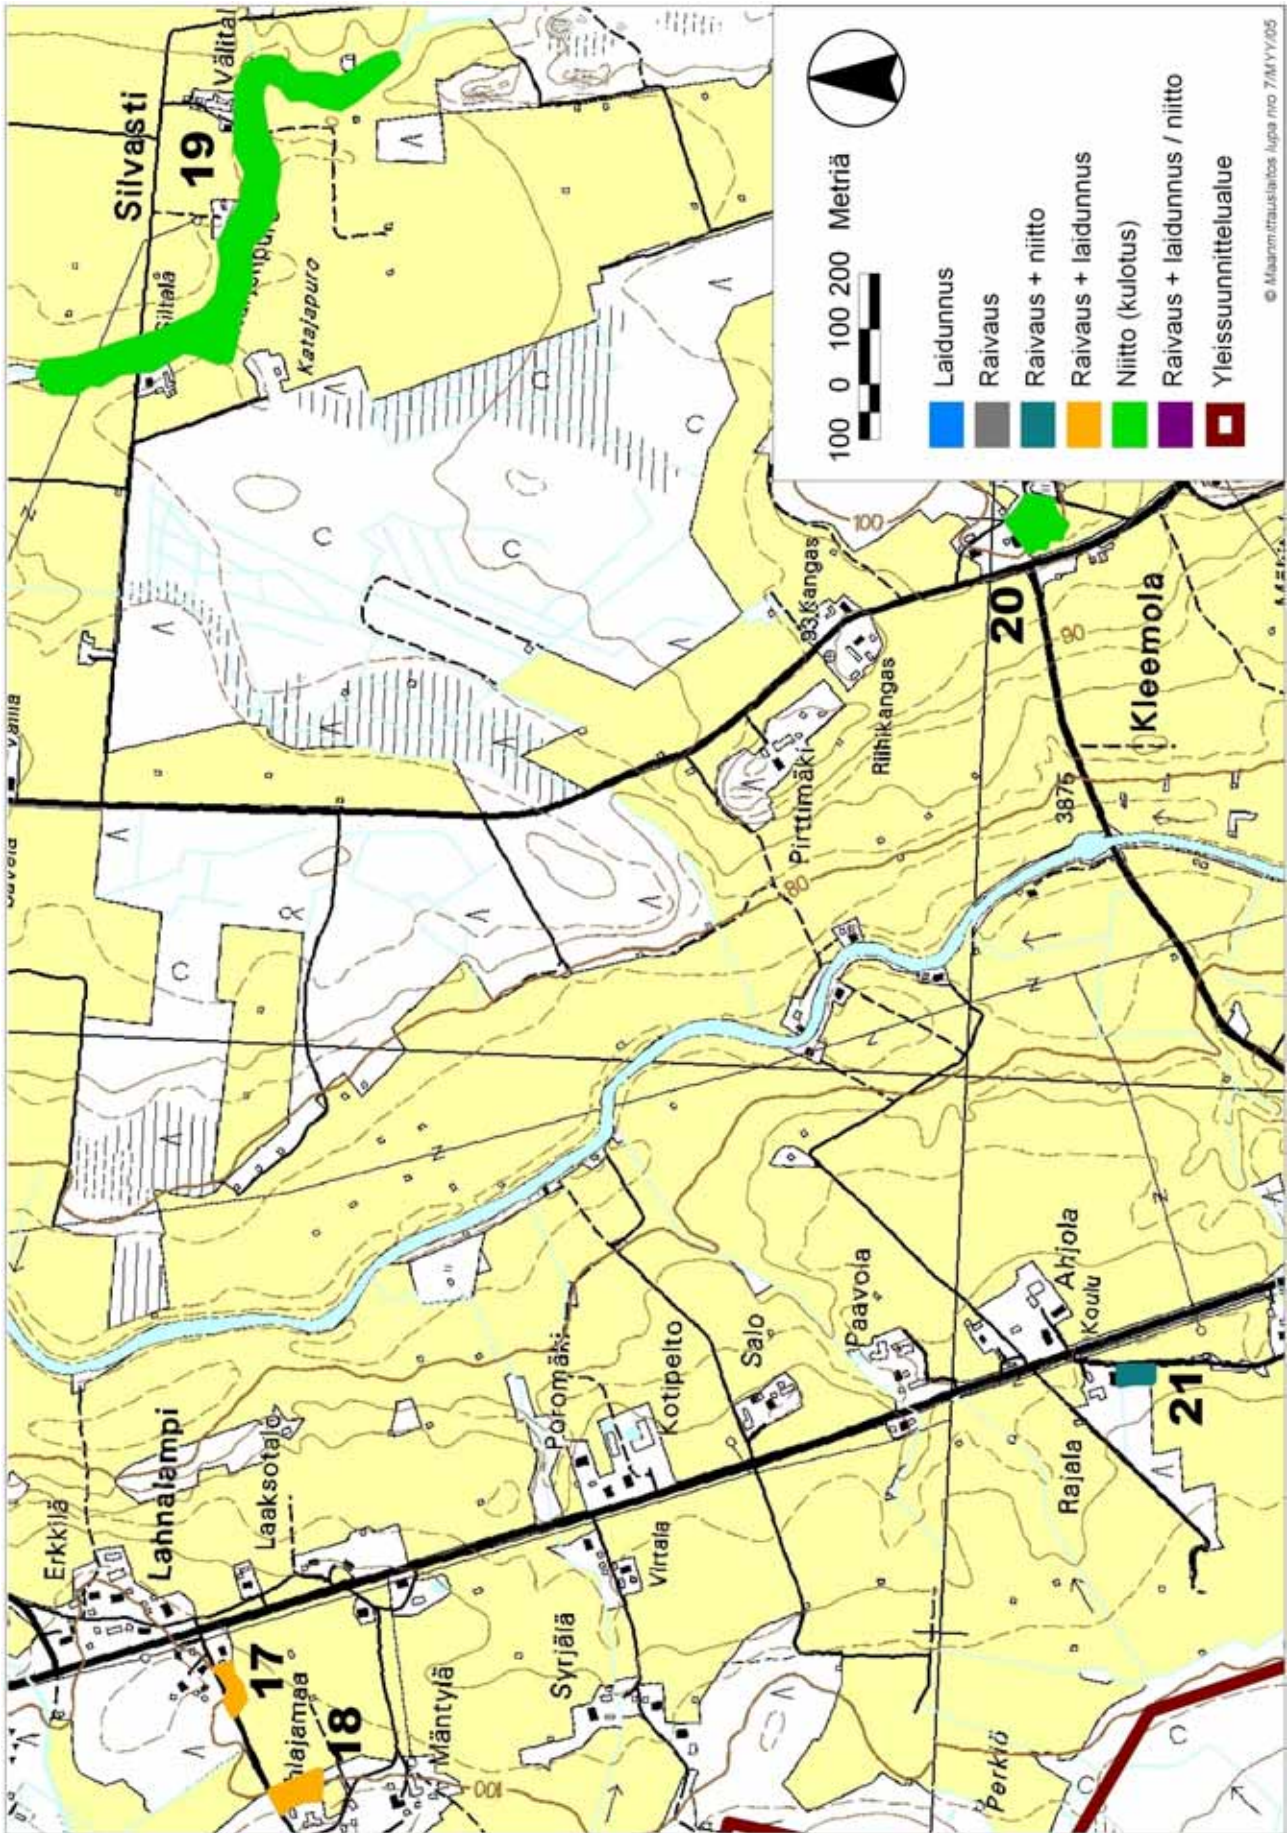 Silvasti
19
Siltala
Katajapuro
Erkkilä
Lahnalampi
Laaksotalo
17
18
Mäntylä
100
Syrjälä
Virtala
Poromäki
Kotipelto
Salo
Paavola
Ahjola
Koulu
Rajala
21
Perkiö
Pirttimäki
Riihikangas
93
Kangas
80
3875
Kleemola
90
20
100
100 0 100 200 Metriä
Laidunnus
Raivaus
Raivaus + niitto
Raivaus + laidunnus
Niitto (kulotus)
Raivaus + laidunnus / niitto
Yleissuunnittelualue
© Maanmittauslaitos lupa nro 7/MYY/05